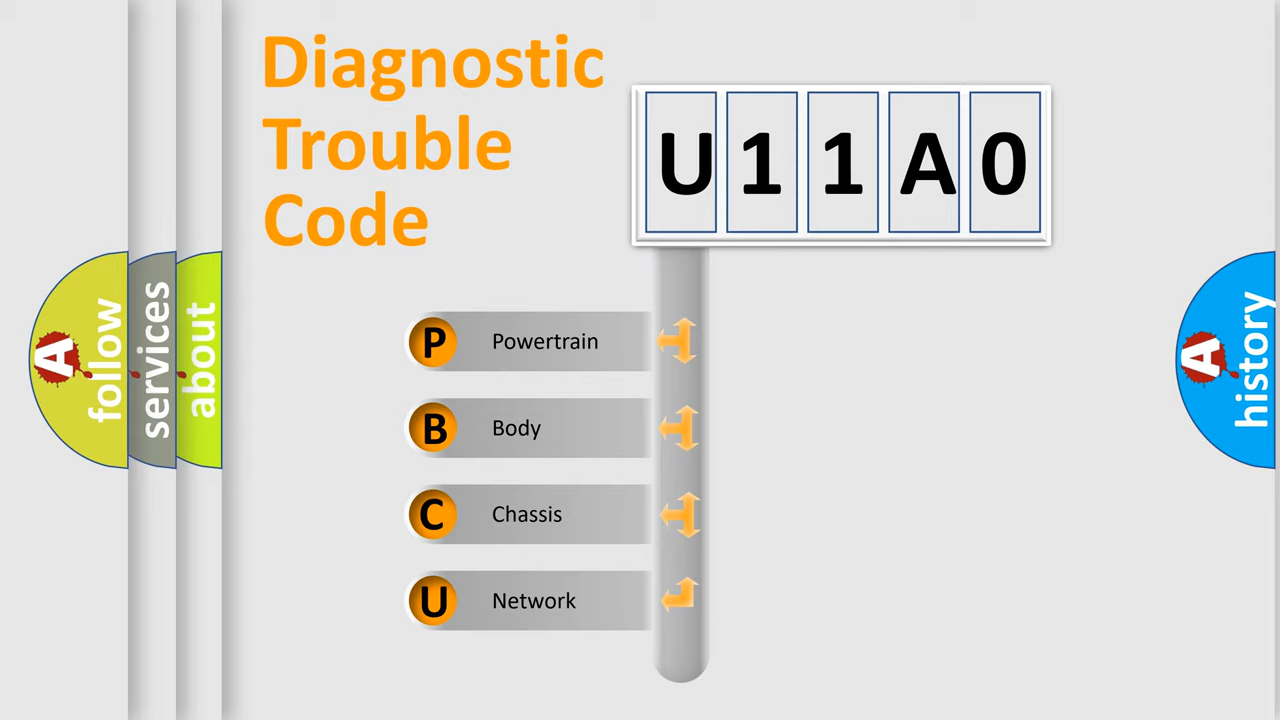 Diagnostic
Trouble
Code
U11A0
P Powertrain
B Body
C Chassis
U Network
A follow
services
about
A history